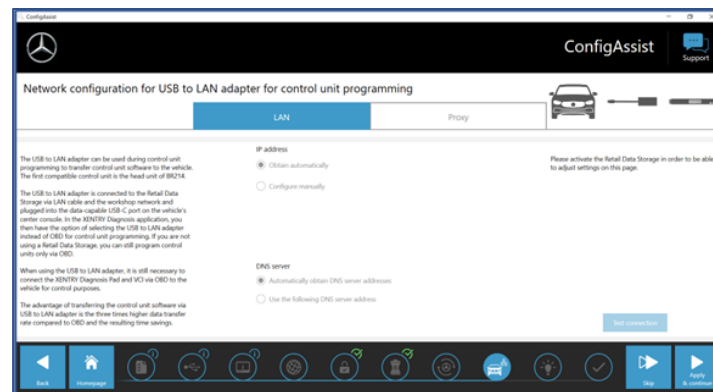 ConfigAssist
ConfigAssist
Support
Network configuration for USB to LAN adapter for control unit programming
LAN
Proxy
The USB to LAN adapter can be used during control unit
programming to transfer control unit software to the vehicle.
The first compatible control unit is the head unit of BR214.
The USB to LAN adapter is connected to the Retail Data
Storage via LAN cable and the workshop network and
plugged into the data-capable USB-C port on the vehicle's
center console. In the XENTRY Diagnosis application, you
then have the option of selecting the USB to LAN adapter
instead of OBD for control unit programming. If you are not
using a Retail Data Storage, you can still program control
units only via OBD.
When using the USB to LAN adapter, it is still necessary to
connect the XENTRY Diagnosis Pad and VCI via OBD to the
vehicle for control purposes.
The advantage of transferring the control unit software via
USB to LAN adapter is the three times higher data transfer
rate compared to OBD and the resulting time savings.
IP address
Obtain automatically
Configure manually
DNS server
Automatically obtain DNS server addresses
Use the following DNS server address
Please activate the Retail Data Storage in order to be able
to adjust settings on this page.
Test connection
Back
Homepage
Skip
Apply
& continue